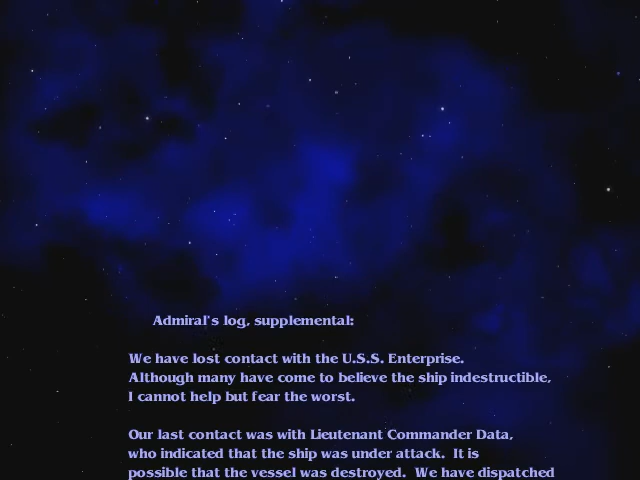 Admiral's log, supplemental:
We have lost contact with the U.S.S. Enterprise.
Although many have come to believe the ship indestructible,
I cannot help but fear the worst.
Our last contact was with Lieutenant Commander Data,
who indicated that the ship was under attack.  It is
possible that the vessel was destroyed.  We have dispatched